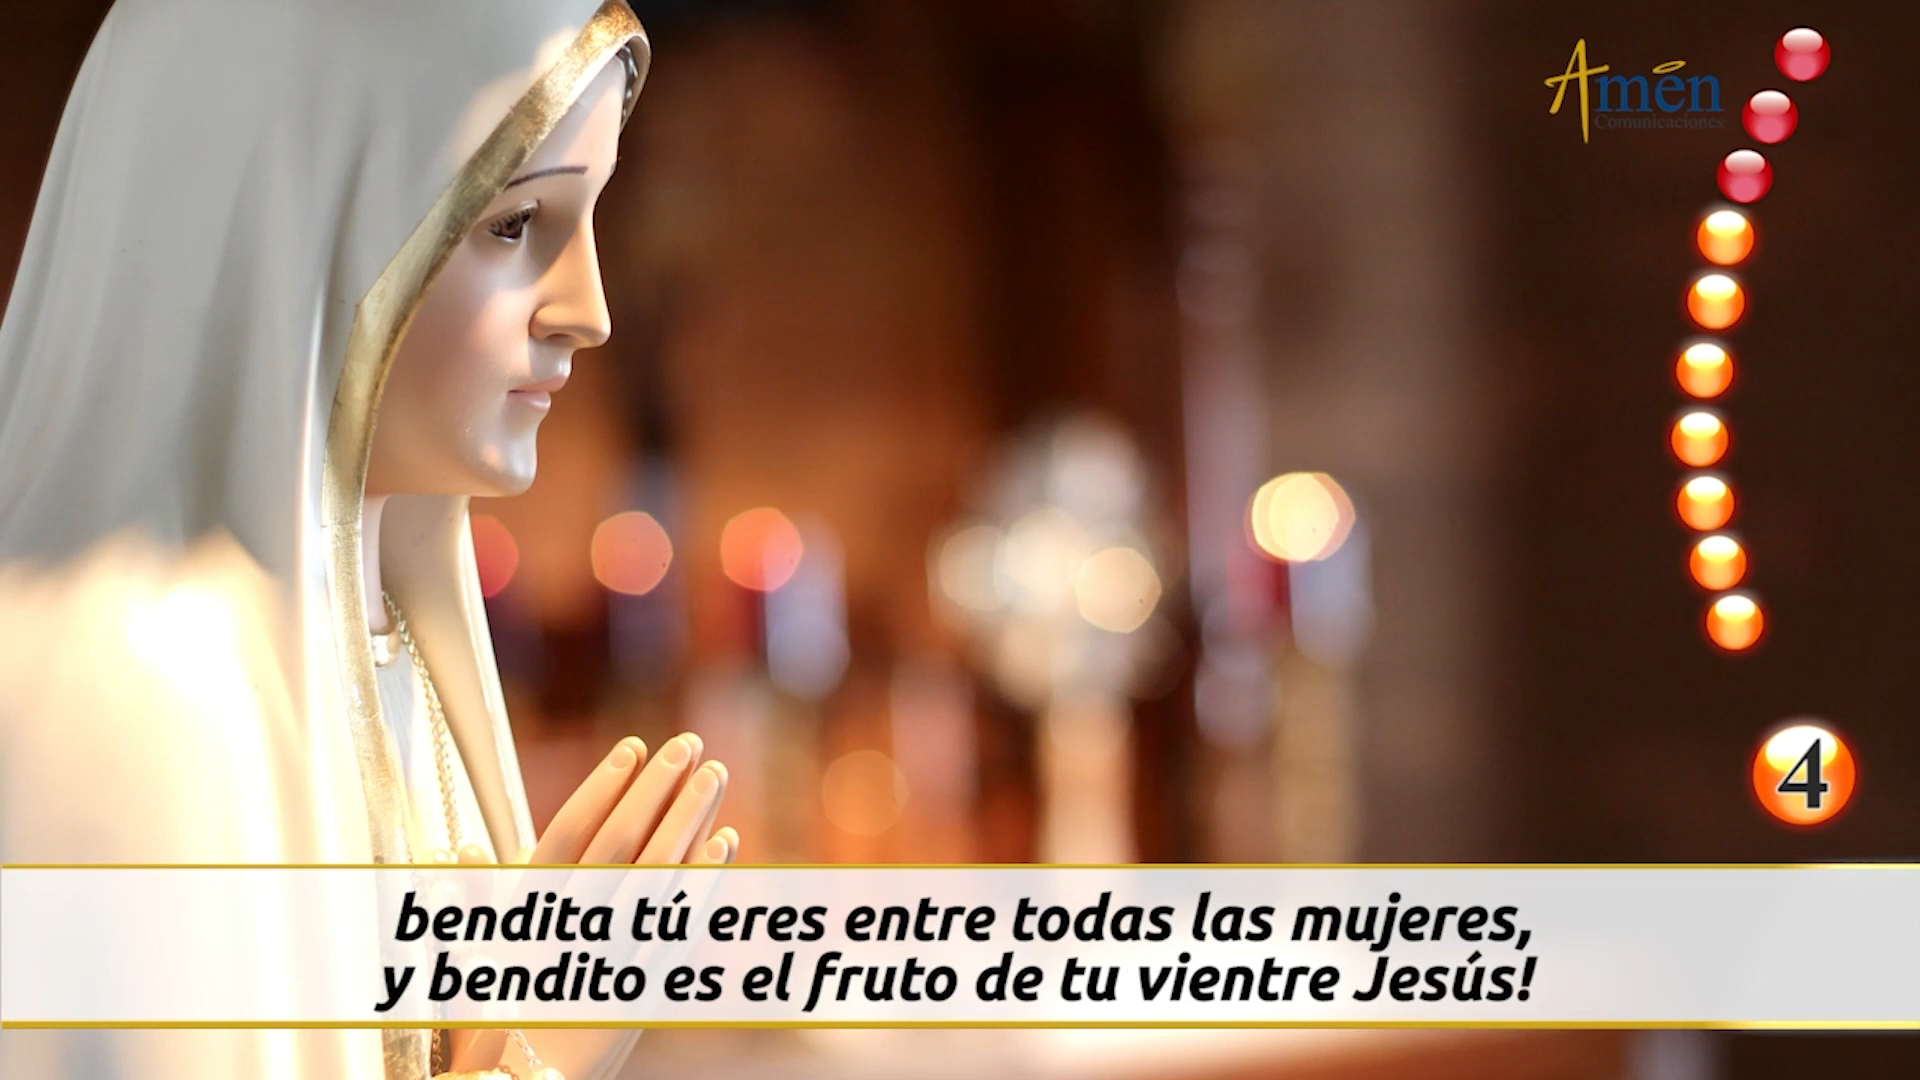 Amén
Comunicaciones
4
bendita tú eres entre todas las mujeres,
y bendito es el fruto de tu vientre Jesús!